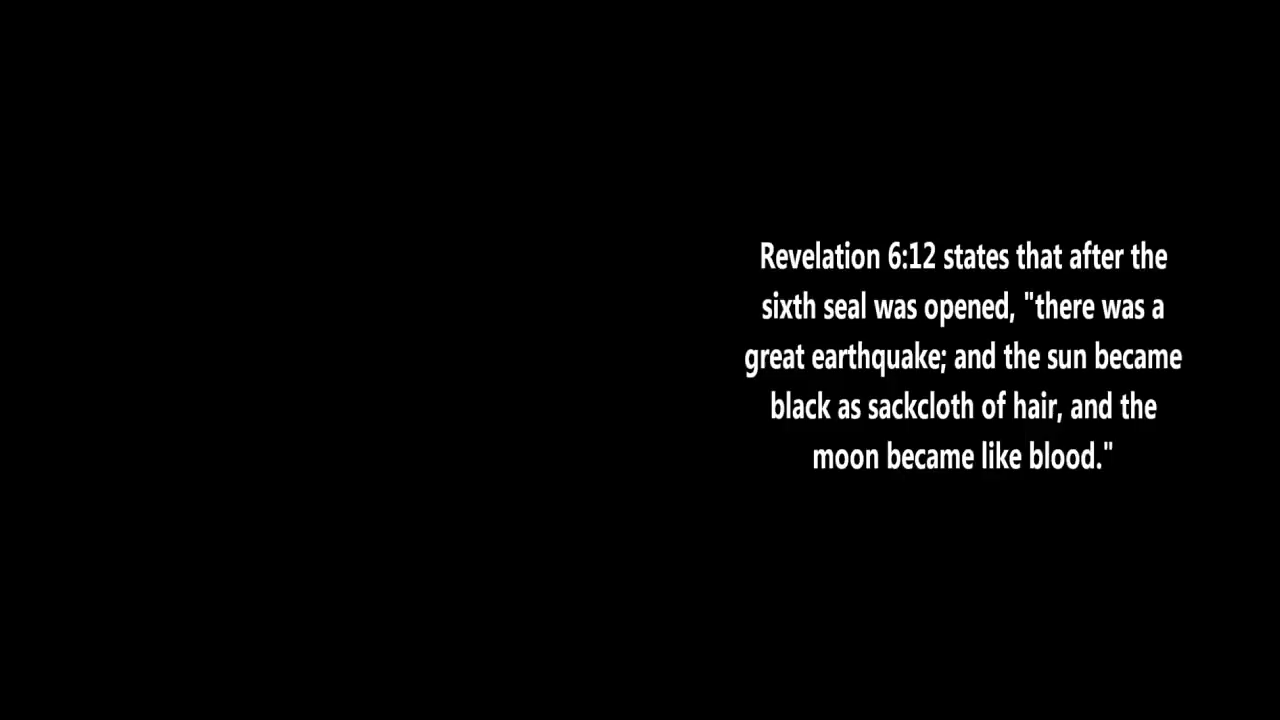 Revelation 6:12 states that after the
sixth seal was opened, "there was a
great earthquake; and the sun became
black as sackcloth of hair, and the
moon became like blood."